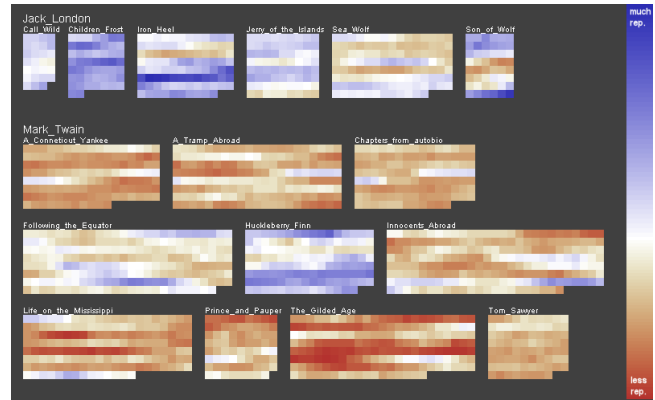 Jack_London
Call_Wild
Children_Frost
Iron_Heel
Jerry_of_the_Islands
Sea_Wolf
Son_of_Wolf
much
rep.
Mark_Twain
A_Conneticut_Yankee
A_Tramp_Abroad
Chapters_from_autobio
Following_the_Equator
Huckleberry_Finn
Innocents_Abroad
Life_on_the_Mississippi
Prince_and_Pauper
The_Gilded_Age
Tom_Sawyer
less
rep.